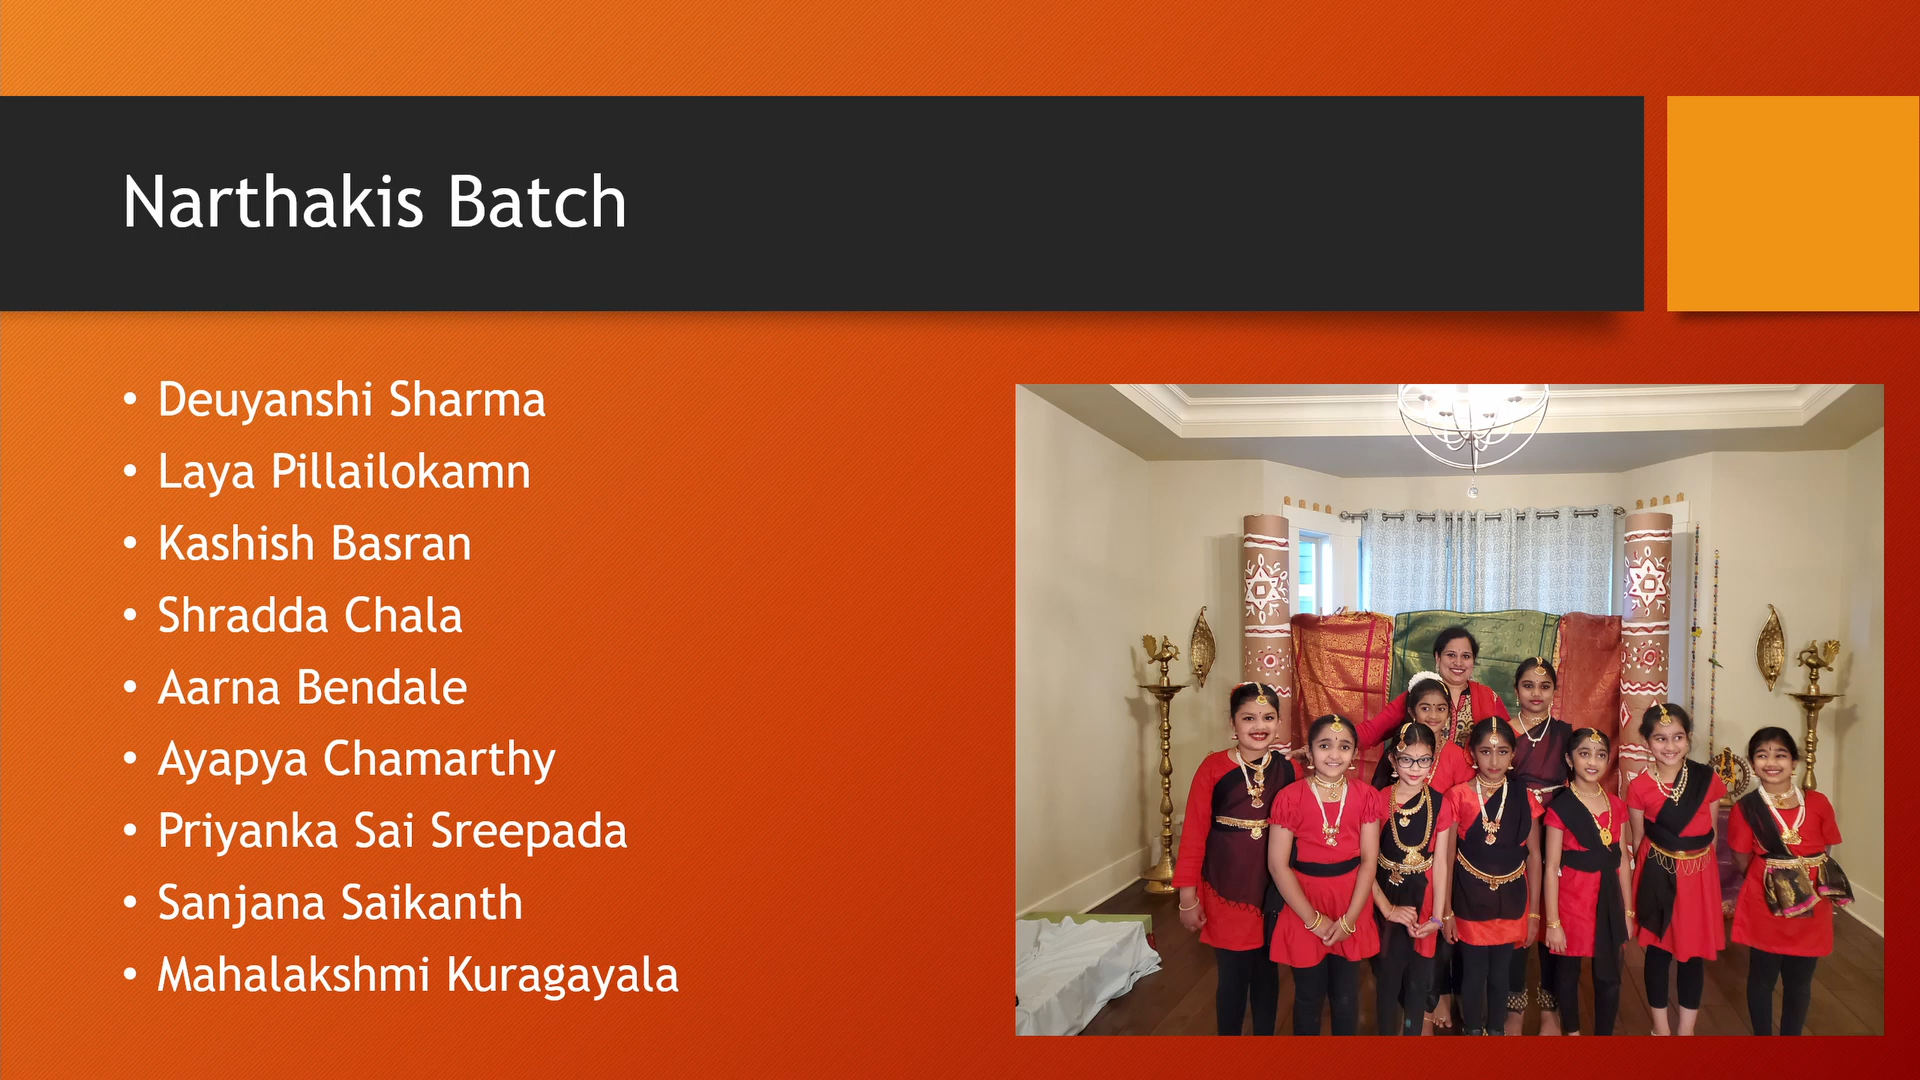 Narthakis Batch
• Deuyanshi Sharma
• Laya Pillailokamn
• Kashish Basran
• Shradda Chala
• Aarna Bendale
• Ayapya Chamarthy
• Priyanka Sai Sreepada
• Sanjana Saikanth
• Mahalakshmi Kuragayala